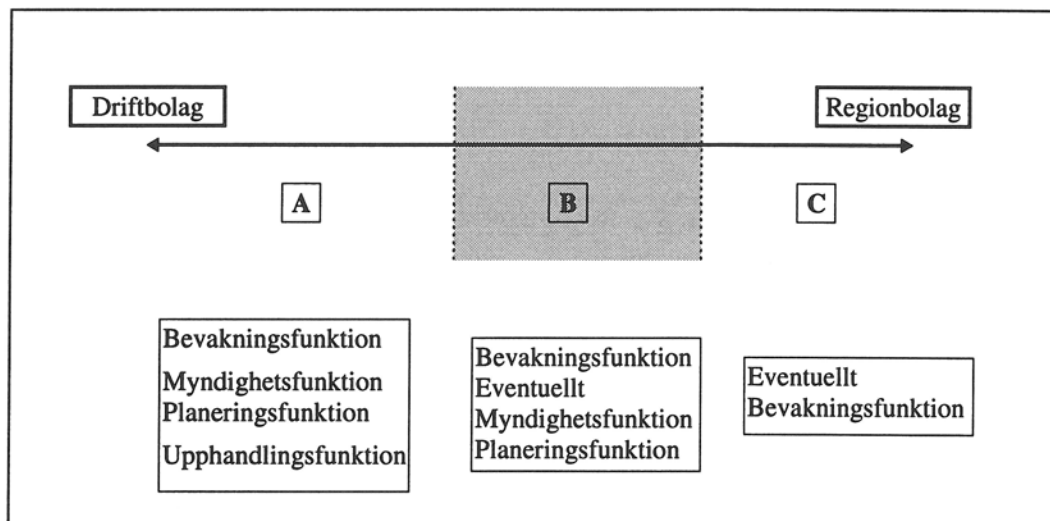 Driftbolag
Regionbolag
A
B
C
Bevakningsfunktion
Myndighetsfunktion
Planeringsfunktion
Upphandlingsfunktion
Bevakningsfunktion
Eventuellt
Myndighetsfunktion
Planeringsfunktion
Eventuellt
Bevakningsfunktion